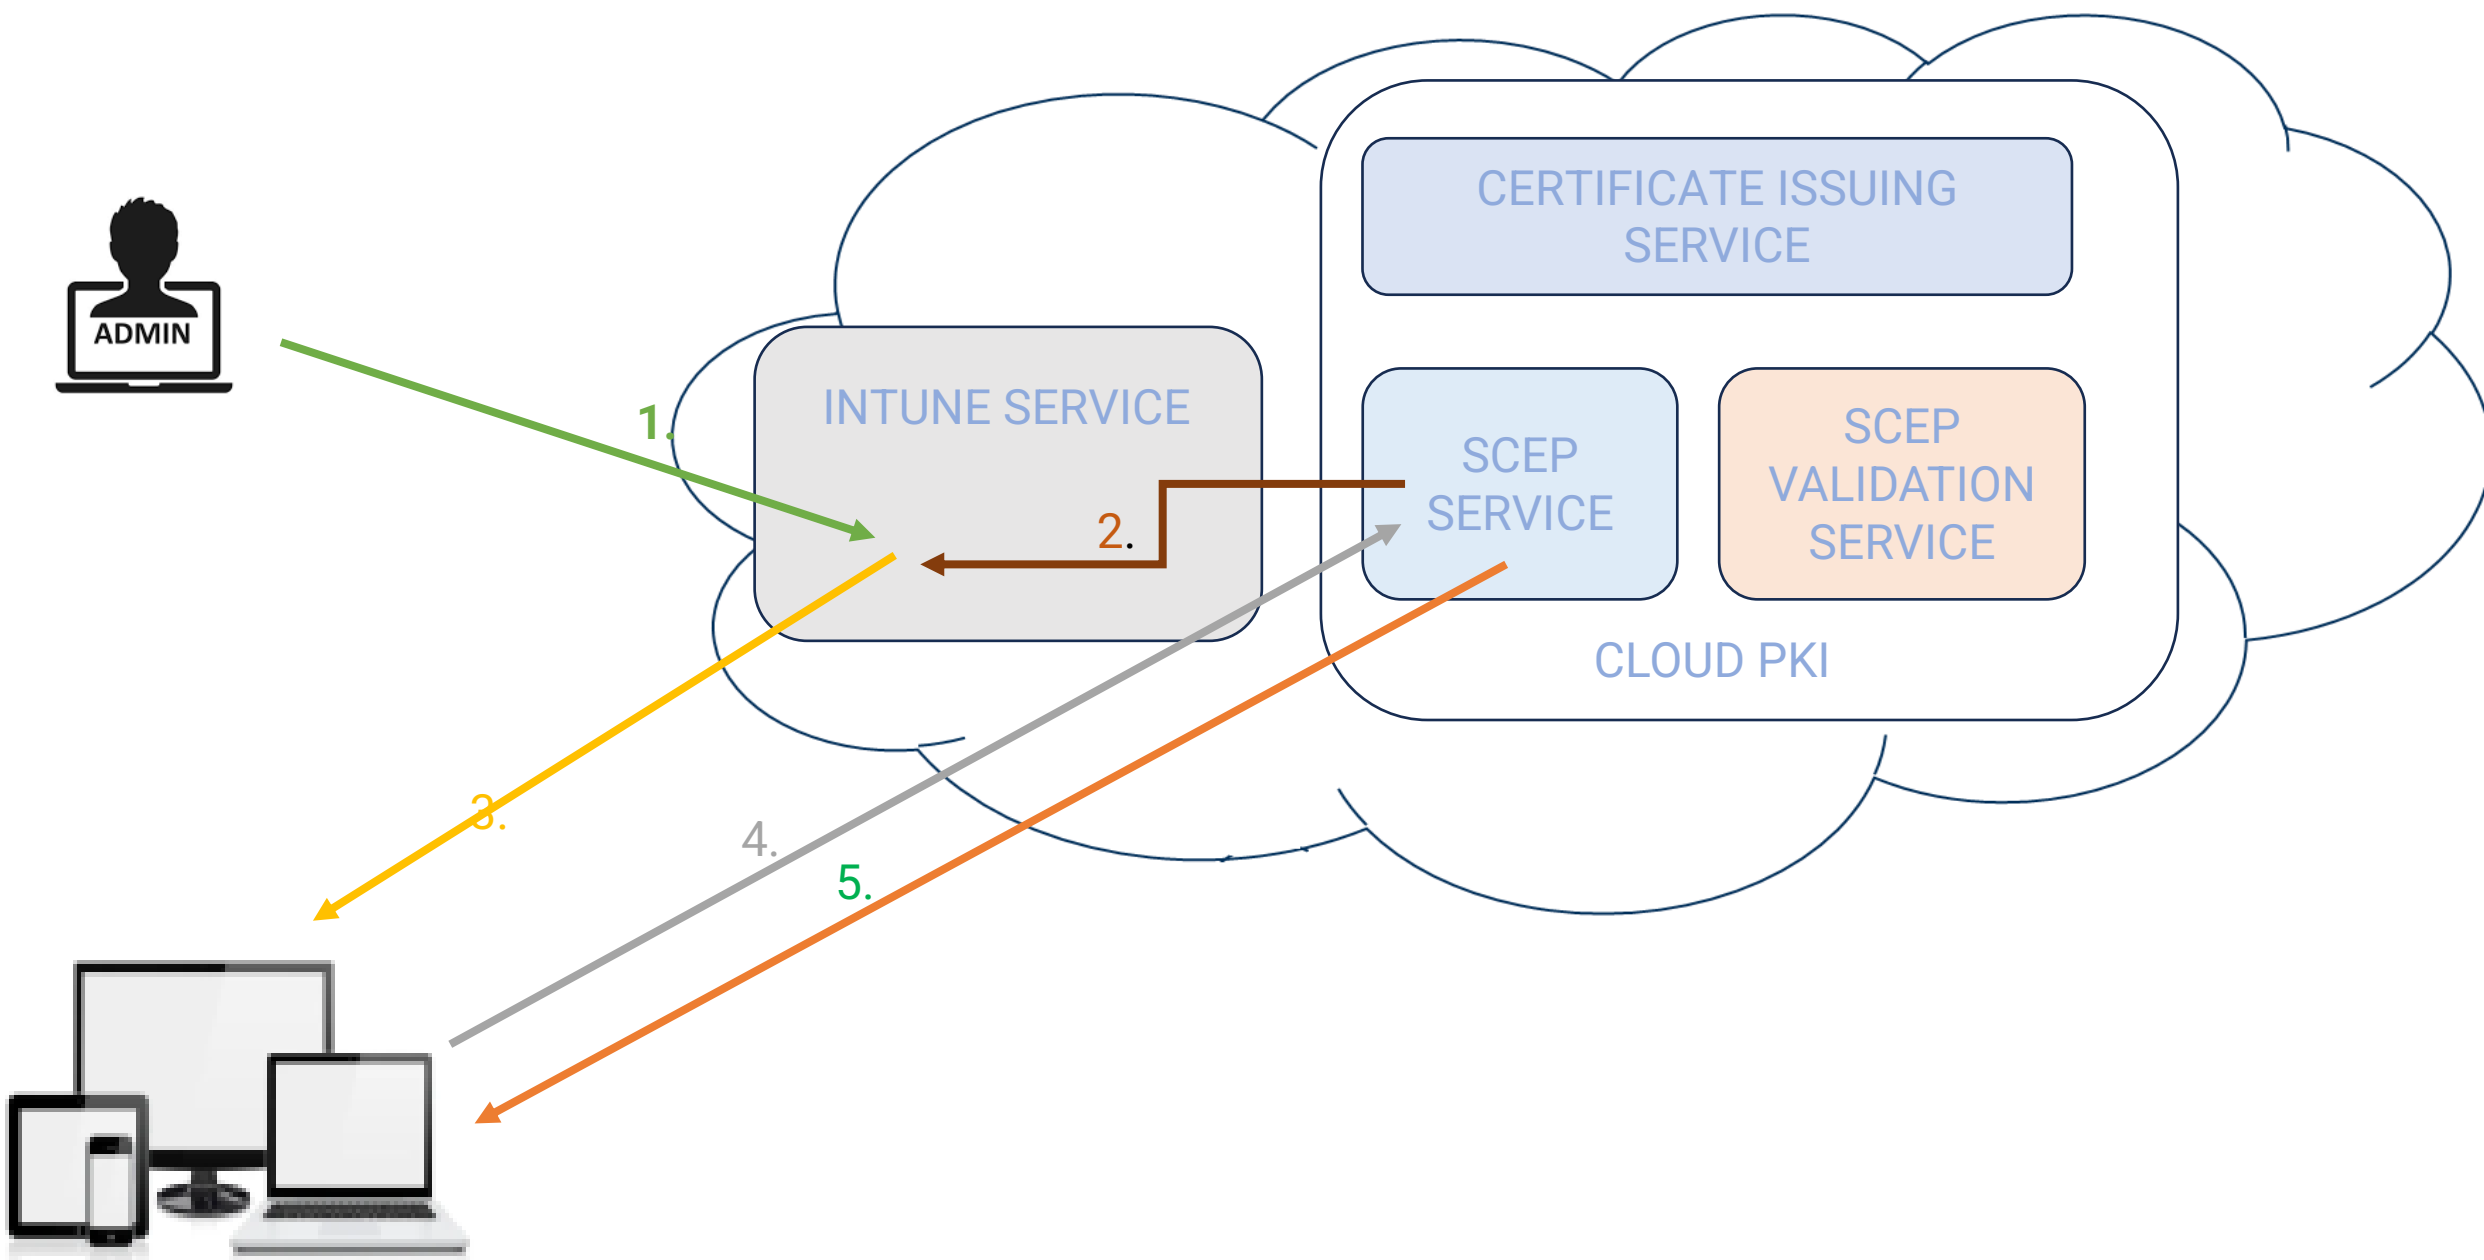 CERTIFICATE ISSUING
SERVICE
ADMIN
1.
INTUNE SERVICE
SCEP
SERVICE
SCEP
VALIDATION
SERVICE
2.
CLOUD PKI
3.
4.
5.